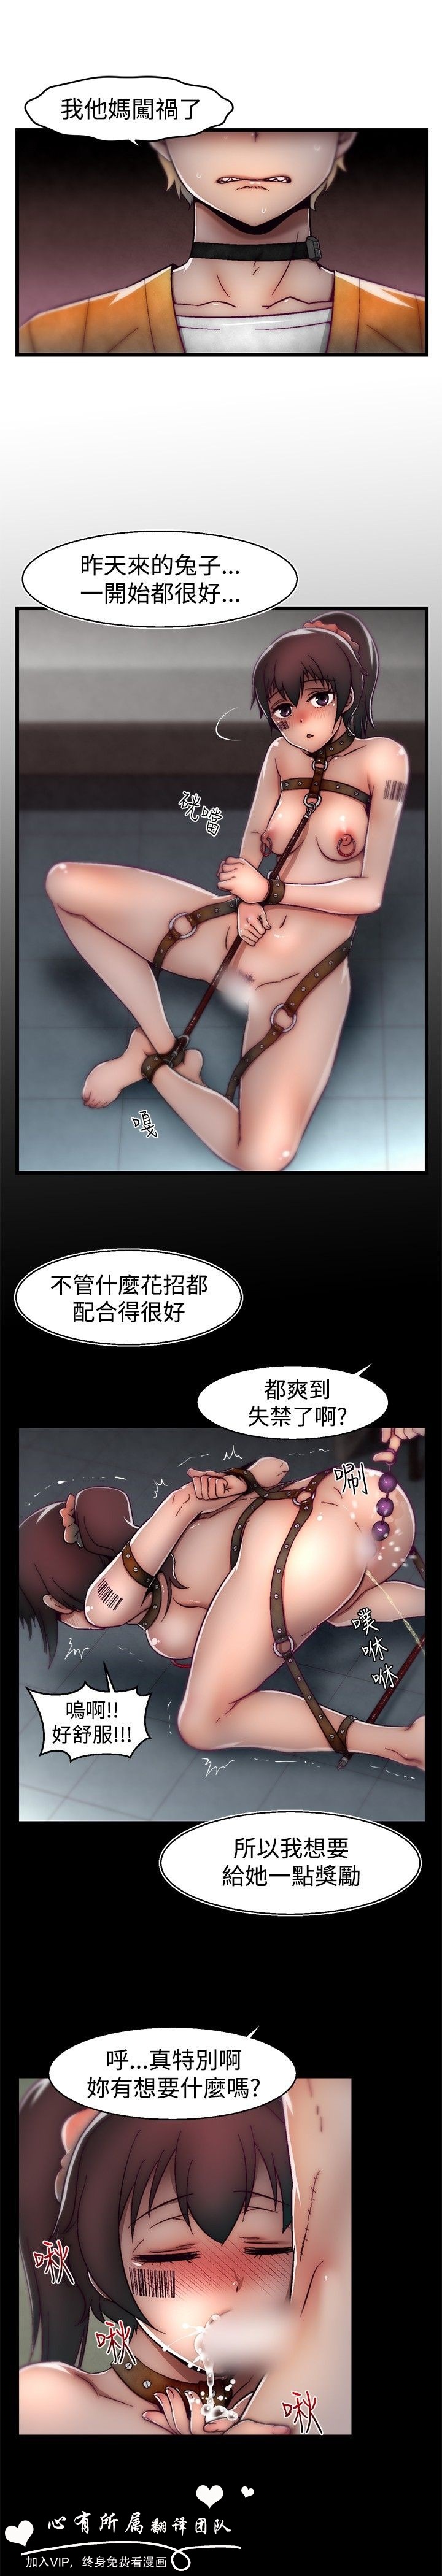 我他媽闖禍了
昨天來的兔子...
一開始都很好...
硄噹
嘎
不管什麼花招都
配合得很好
都爽到
失禁了啊?
唰
噗
咻
咻
嗚啊!!
好舒服!!!
所以我想要
給她一點獎勵
呼...真特別啊
妳有想要什麼嗎?
啾
啾
啾
心有所属翻译团队
加入VIP，终身免费看漫画